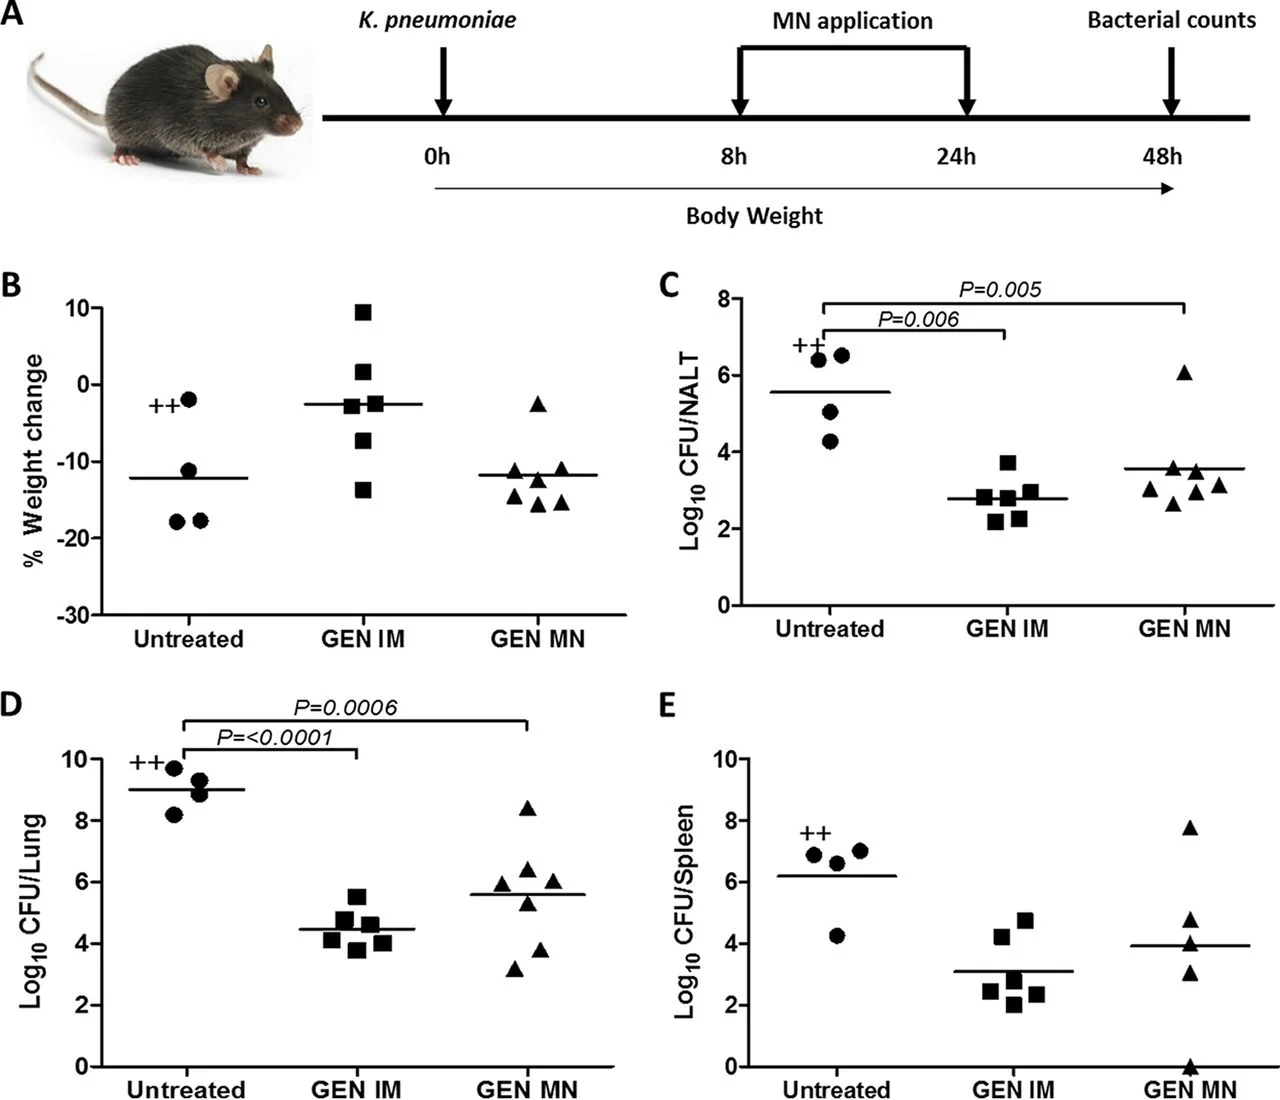 A
K. pneumoniae
MN application
Bacterial counts
0h
8h
24h
48h
Body Weight
B
% Weight change
10
0
-10
-20
-30
++
Untreated
GEN IM
GEN MN
C
Log10 CFU/NALT
8
6
4
2
0
P=0.005
P=0.006
++
Untreated
GEN IM
GEN MN
D
Log10 CFU/Lung
10
8
6
4
2
0
P=0.0006
P=<0.0001
++
Untreated
GEN IM
GEN MN
E
Log10 CFU/Spleen
10
8
6
4
2
0
++
Untreated
GEN IM
GEN MN